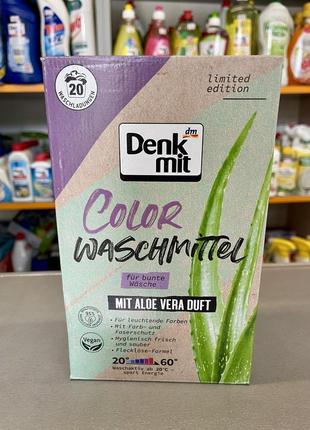 20
WASCHLADUNGEN
limited
edition
dm
Denk
mit
COLOR
WASCHMITTEL
für bunte
Wäsche
MIT ALOE VERA DUFT
• Für leuchtende Farben
• Mit Farb- und
Faserschutz
• Hygienisch frisch
und sauber
• Flecklöse-Formel
Vegan
20° 60°
Waschaktiv ab 20°C –
spart Energie